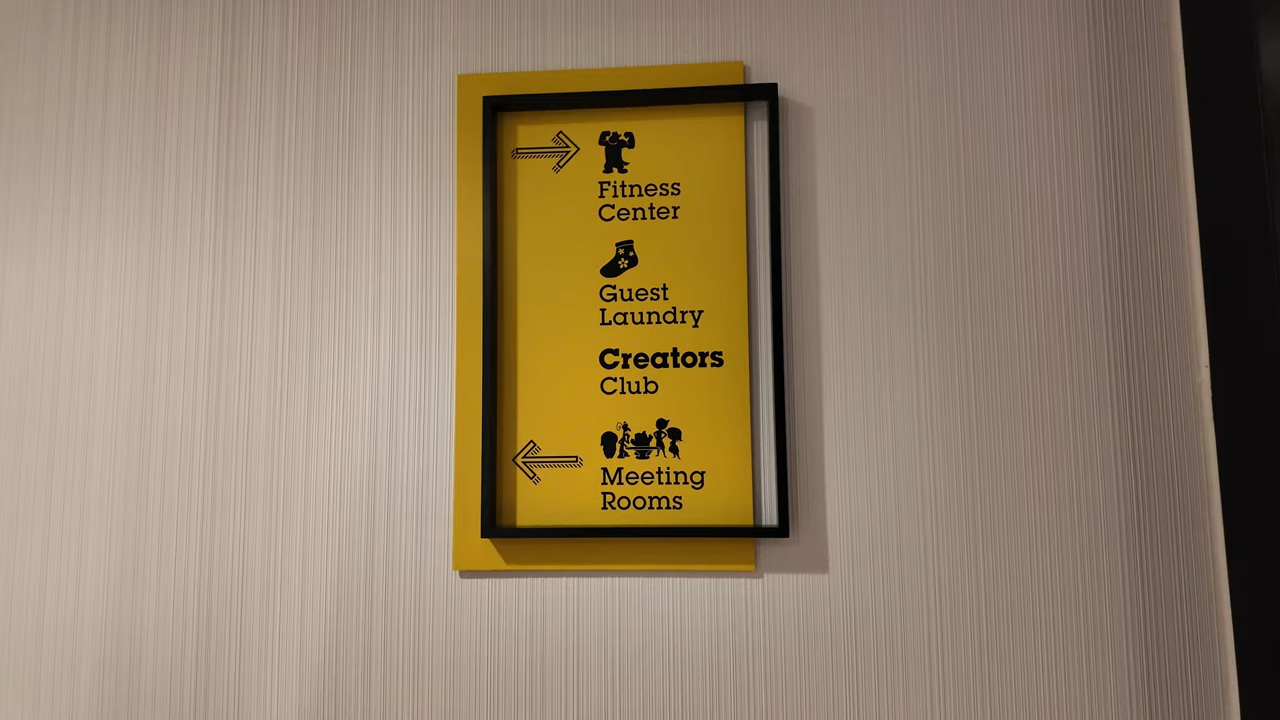 Fitness
Center
Guest
Laundry
Creators
Club
Meeting
Rooms